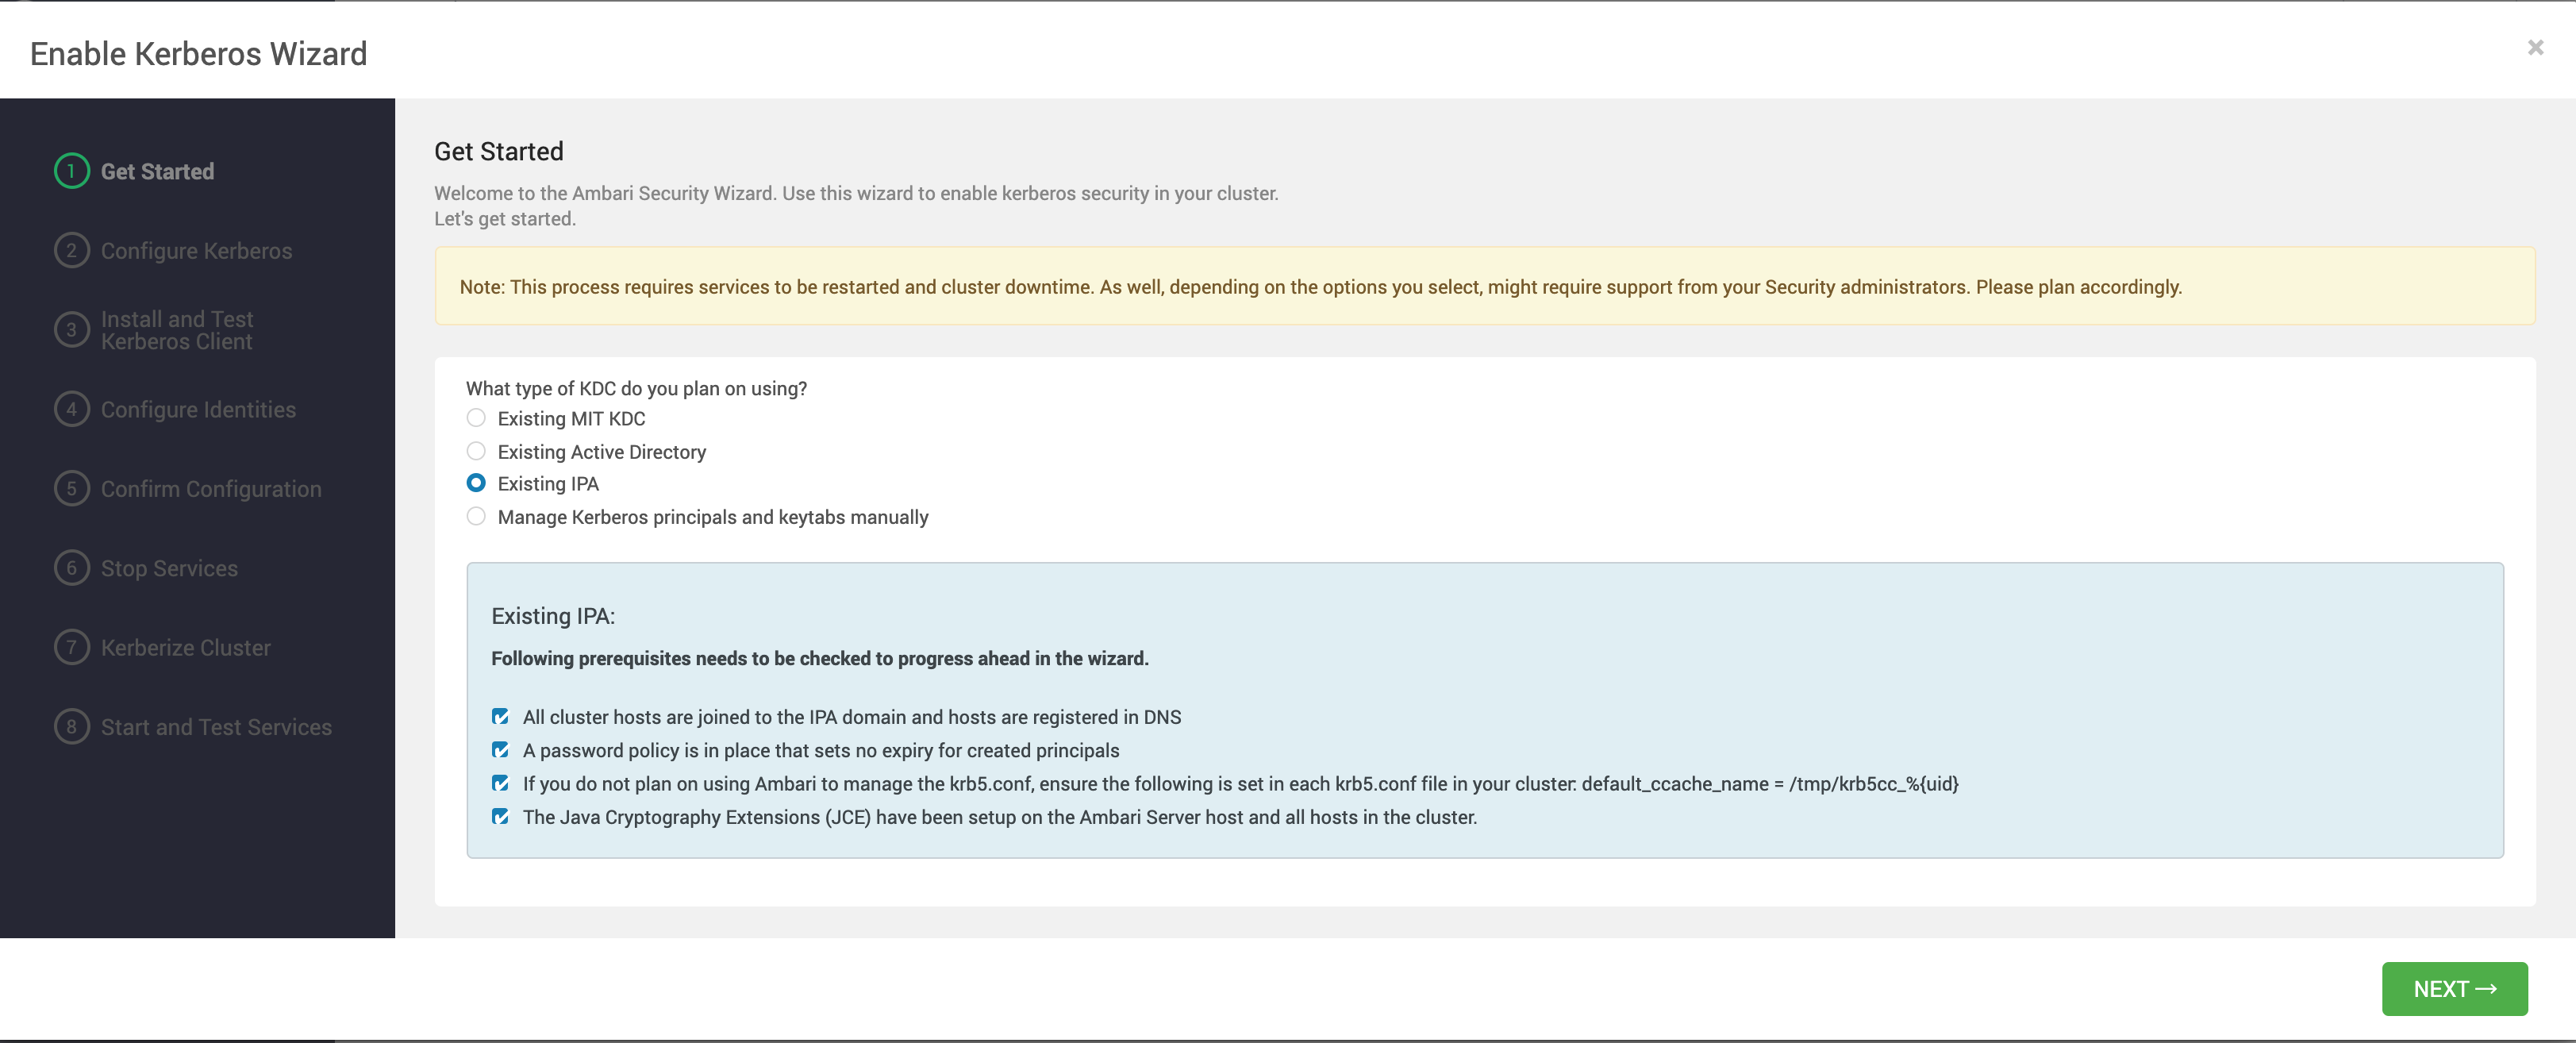 Enable Kerberos Wizard
×
1 Get Started
2 Configure Kerberos
3 Install and Test
Kerberos Client
4 Configure Identities
5 Confirm Configuration
6 Stop Services
7 Kerberize Cluster
8 Start and Test Services
Get Started
Welcome to the Ambari Security Wizard. Use this wizard to enable kerberos security in your cluster.
Let's get started.
Note: This process requires services to be restarted and cluster downtime. As well, depending on the options you select, might require support from your Security administrators. Please plan accordingly.
What type of KDC do you plan on using?
Existing MIT KDC
Existing Active Directory
Existing IPA
Manage Kerberos principals and keytabs manually
Existing IPA:
Following prerequisites needs to be checked to progress ahead in the wizard.
All cluster hosts are joined to the IPA domain and hosts are registered in DNS
A password policy is in place that sets no expiry for created principals
If you do not plan on using Ambari to manage the krb5.conf, ensure the following is set in each krb5.conf file in your cluster: default_ccache_name = /tmp/krb5cc_%{uid}
The Java Cryptography Extensions (JCE) have been setup on the Ambari Server host and all hosts in the cluster.
NEXT →